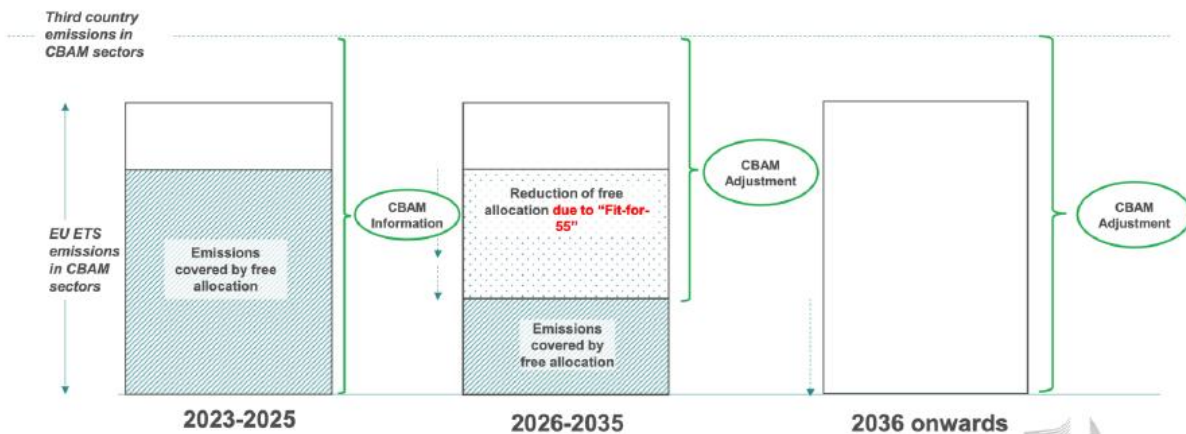 Third country
emissions in
CBAM sectors
EU ETS
emissions
in CBAM
sectors
Emissions
covered by free
allocation
CBAM
Information
Reduction of free
allocation due to "Fit-for-
55"
Emissions
covered by
free allocation
CBAM
Adjustment
CBAM
Adjustment
2023-2025
2026-2035
2036 onwards